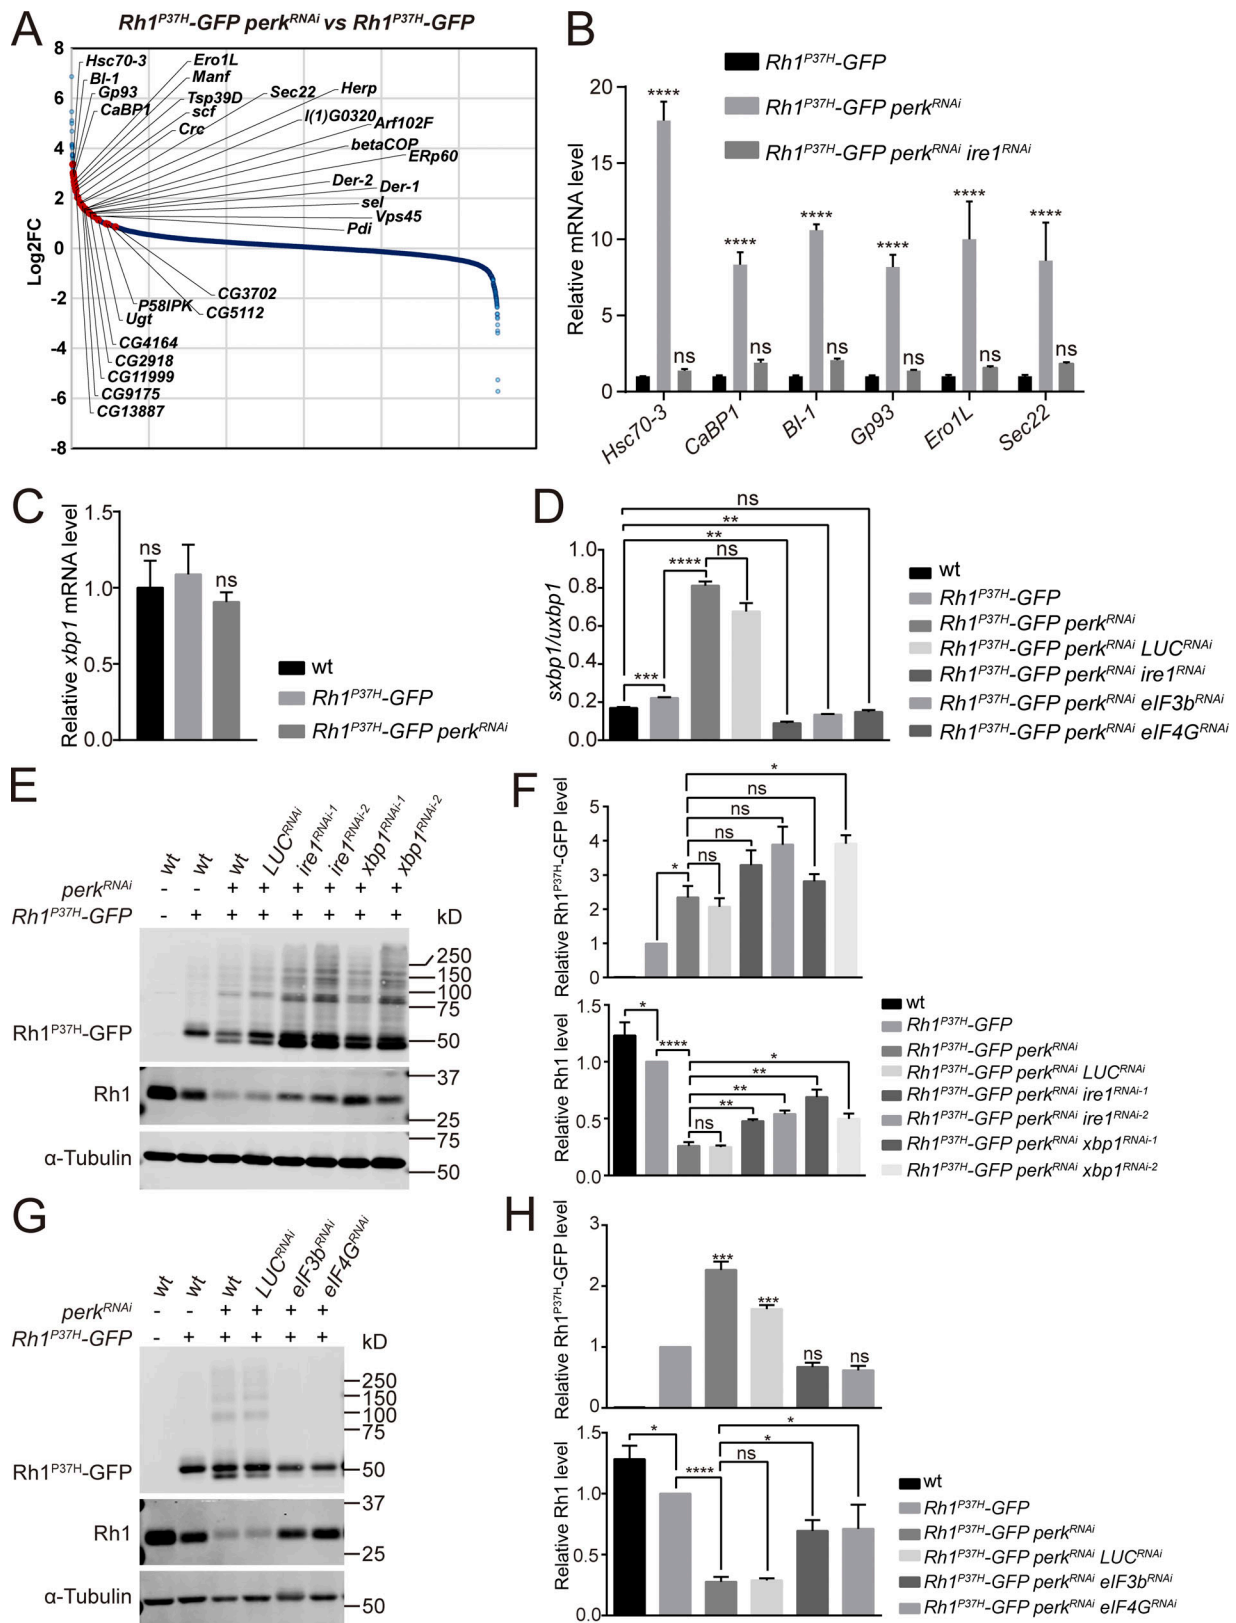 A
Rh1P37H-GFP perkRNAi vs Rh1P37H-GFP
Log2FC
8
6
4
2
0
-2
-4
-6
-8
Hsc70-3
BI-1
Gp93
CaBP1
Ero1L
Manf
Tsp39D
scf
Crc
Sec22
Herp
l(1)G0320
Arf102F
betaCOP
ERp60
Der-2
Der-1
sel
Vps45
Pdi
CG3702
P58IPK
CG5112
Ugt
CG4164
CG2918
CG11999
CG9175
CG13887
B
Rh1P37H-GFP
Rh1P37H-GFP perkRNAi
Rh1P37H-GFP perkRNAi ire1RNAi
Relative mRNA level
20
15
10
5
0
**** ns
**** ns
**** ns
**** ns
**** ns
**** ns
Hsc70-3
CaBP1
BI-1
Gp93
Ero1L
Sec22
C
Relative xbp1 mRNA level
1.5
1.0
0.5
0.0
ns
ns
wt
Rh1P37H-GFP
Rh1P37H-GFP perkRNAi
D
sxbp1/uxbp1
1.0
0.8
0.6
0.4
0.2
0.0
ns
**
**
ns
****
***
wt
Rh1P37H-GFP
Rh1P37H-GFP perkRNAi
Rh1P37H-GFP perkRNAi LUCRNAi
Rh1P37H-GFP perkRNAi ire1RNAi
Rh1P37H-GFP perkRNAi eIF3bRNAi
Rh1P37H-GFP perkRNAi eIF4GRNAi
E
wt wt wt LUCRNAi ire1RNAi-1 ire1RNAi-2 xbp1RNAi-1 xbp1RNAi-2
perkRNAi - - + + + + + +
Rh1P37H-GFP - + + + + + + + kD
250
150
100
75
Rh1P37H-GFP 50
37
Rh1
25
75
α-Tubulin
50
F
Relative Rh1P37H-GFP level
5
4
3
2
1
0
*
ns
ns
ns
ns
*
Relative Rh1 level
1.5
1.0
0.5
0.0
*
****
*
**
**
**
ns
wt
Rh1P37H-GFP
Rh1P37H-GFP perkRNAi
Rh1P37H-GFP perkRNAi LUCRNAi
Rh1P37H-GFP perkRNAi ire1RNAi-1
Rh1P37H-GFP perkRNAi ire1RNAi-2
Rh1P37H-GFP perkRNAi xbp1RNAi-1
Rh1P37H-GFP perkRNAi xbp1RNAi-2
G
wt wt wt LUCRNAi eIF3bRNAi eIF4GRNAi
perkRNAi - - + + + +
Rh1P37H-GFP - + + + + + kD
250
150
100
75
Rh1P37H-GFP 50
37
Rh1
25
α-Tubulin
50
H
Relative Rh1P37H-GFP level
3
2
1
0
***
***
ns
ns
Relative Rh1 level
1.5
1.0
0.5
0.0
*
****
*
*
ns
wt
Rh1P37H-GFP
Rh1P37H-GFP perkRNAi
Rh1P37H-GFP perkRNAi LUCRNAi
Rh1P37H-GFP perkRNAi eIF3bRNAi
Rh1P37H-GFP perkRNAi eIF4GRNAi